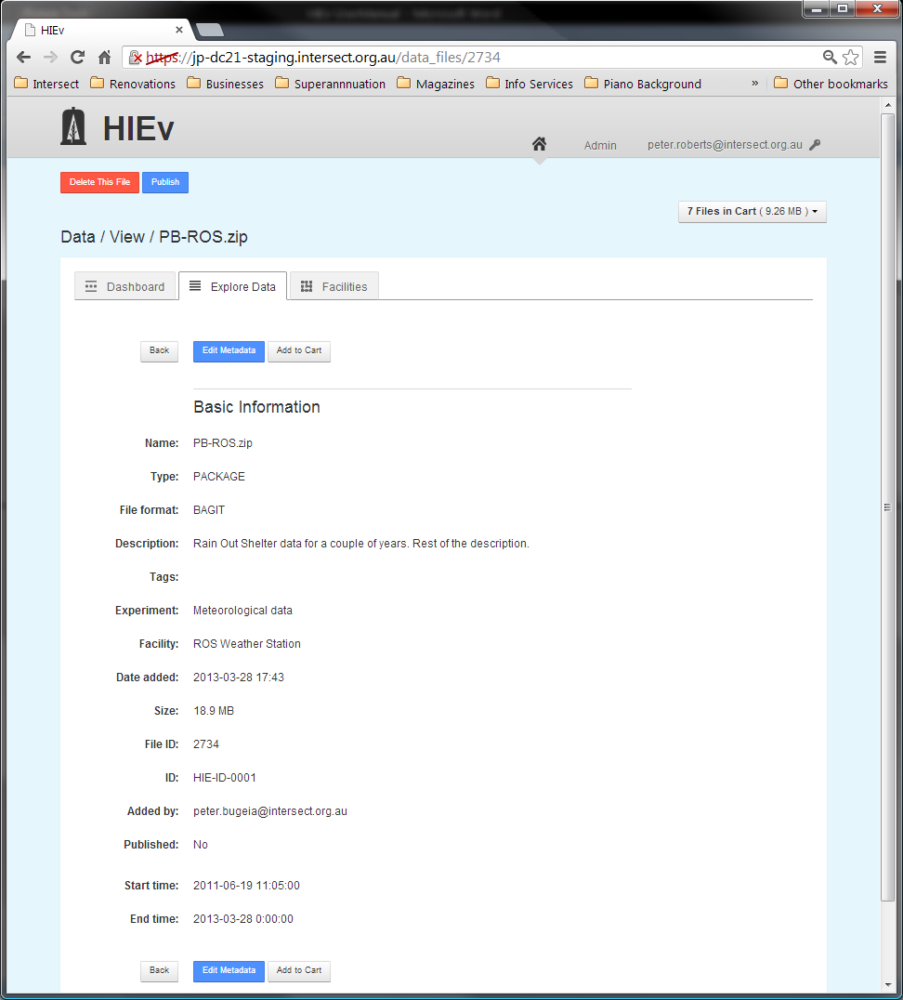 HIEv
https://jp-dc21-staging.intersect.org.au/data_files/2734
Intersect Renovations Businesses Superannnuation Magazines Info Services Piano Background » Other bookmarks
HIEv
Admin peter.roberts@intersect.org.au
Delete This File Publish
7 Files in Cart ( 9.26 MB )
Data / View / PB-ROS.zip
Dashboard Explore Data Facilities
Back Edit Metadata Add to Cart
Basic Information
Name: PB-ROS.zip
Type: PACKAGE
File format: BAGIT
Description: Rain Out Shelter data for a couple of years. Rest of the description.
Tags:
Experiment: Meteorological data
Facility: ROS Weather Station
Date added: 2013-03-28 17:43
Size: 18.9 MB
File ID: 2734
ID: HIE-ID-0001
Added by: peter.bugeia@intersect.org.au
Published: No
Start time: 2011-06-19 11:05:00
End time: 2013-03-28 0:00:00
Back Edit Metadata Add to Cart